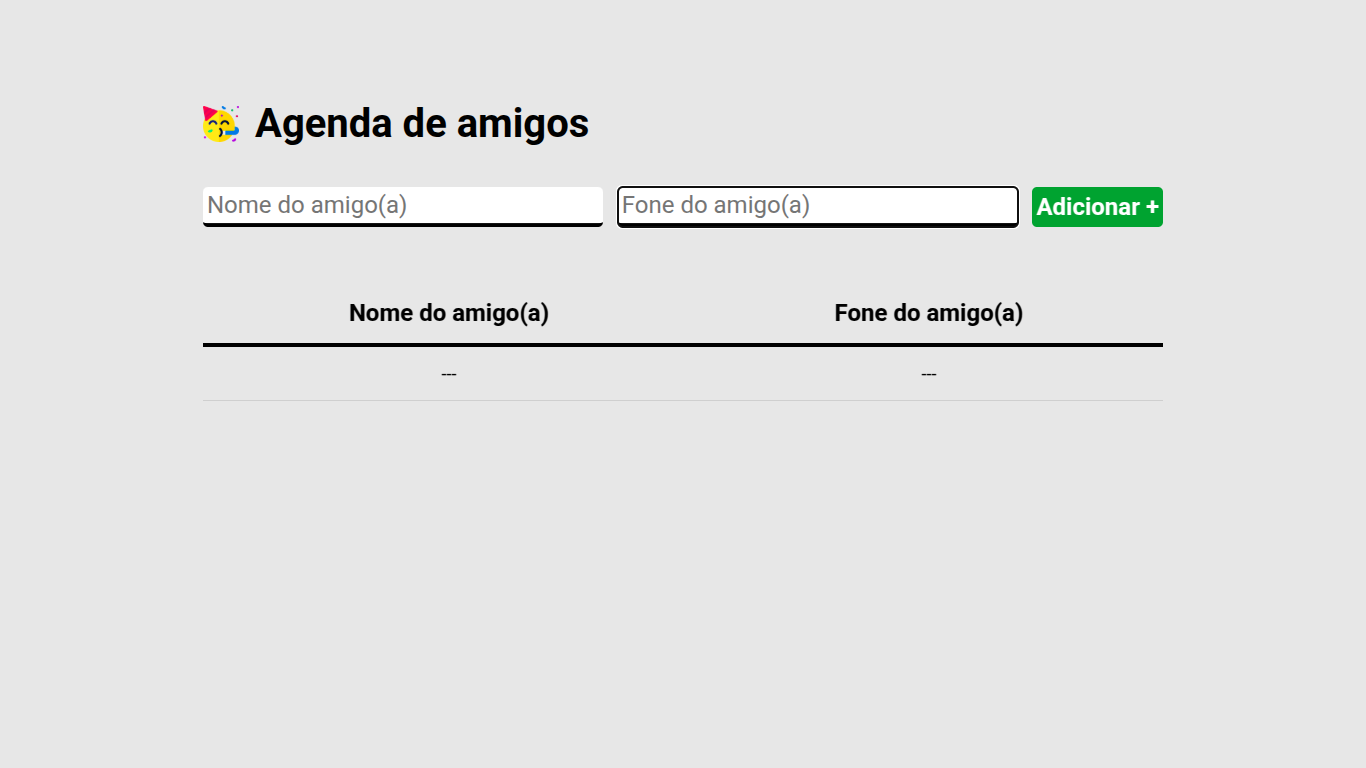 🥳 Agenda de amigos
Nome do amigo(a) Fone do amigo(a) Adicionar +
Nome do amigo(a) Fone do amigo(a)
--- ---